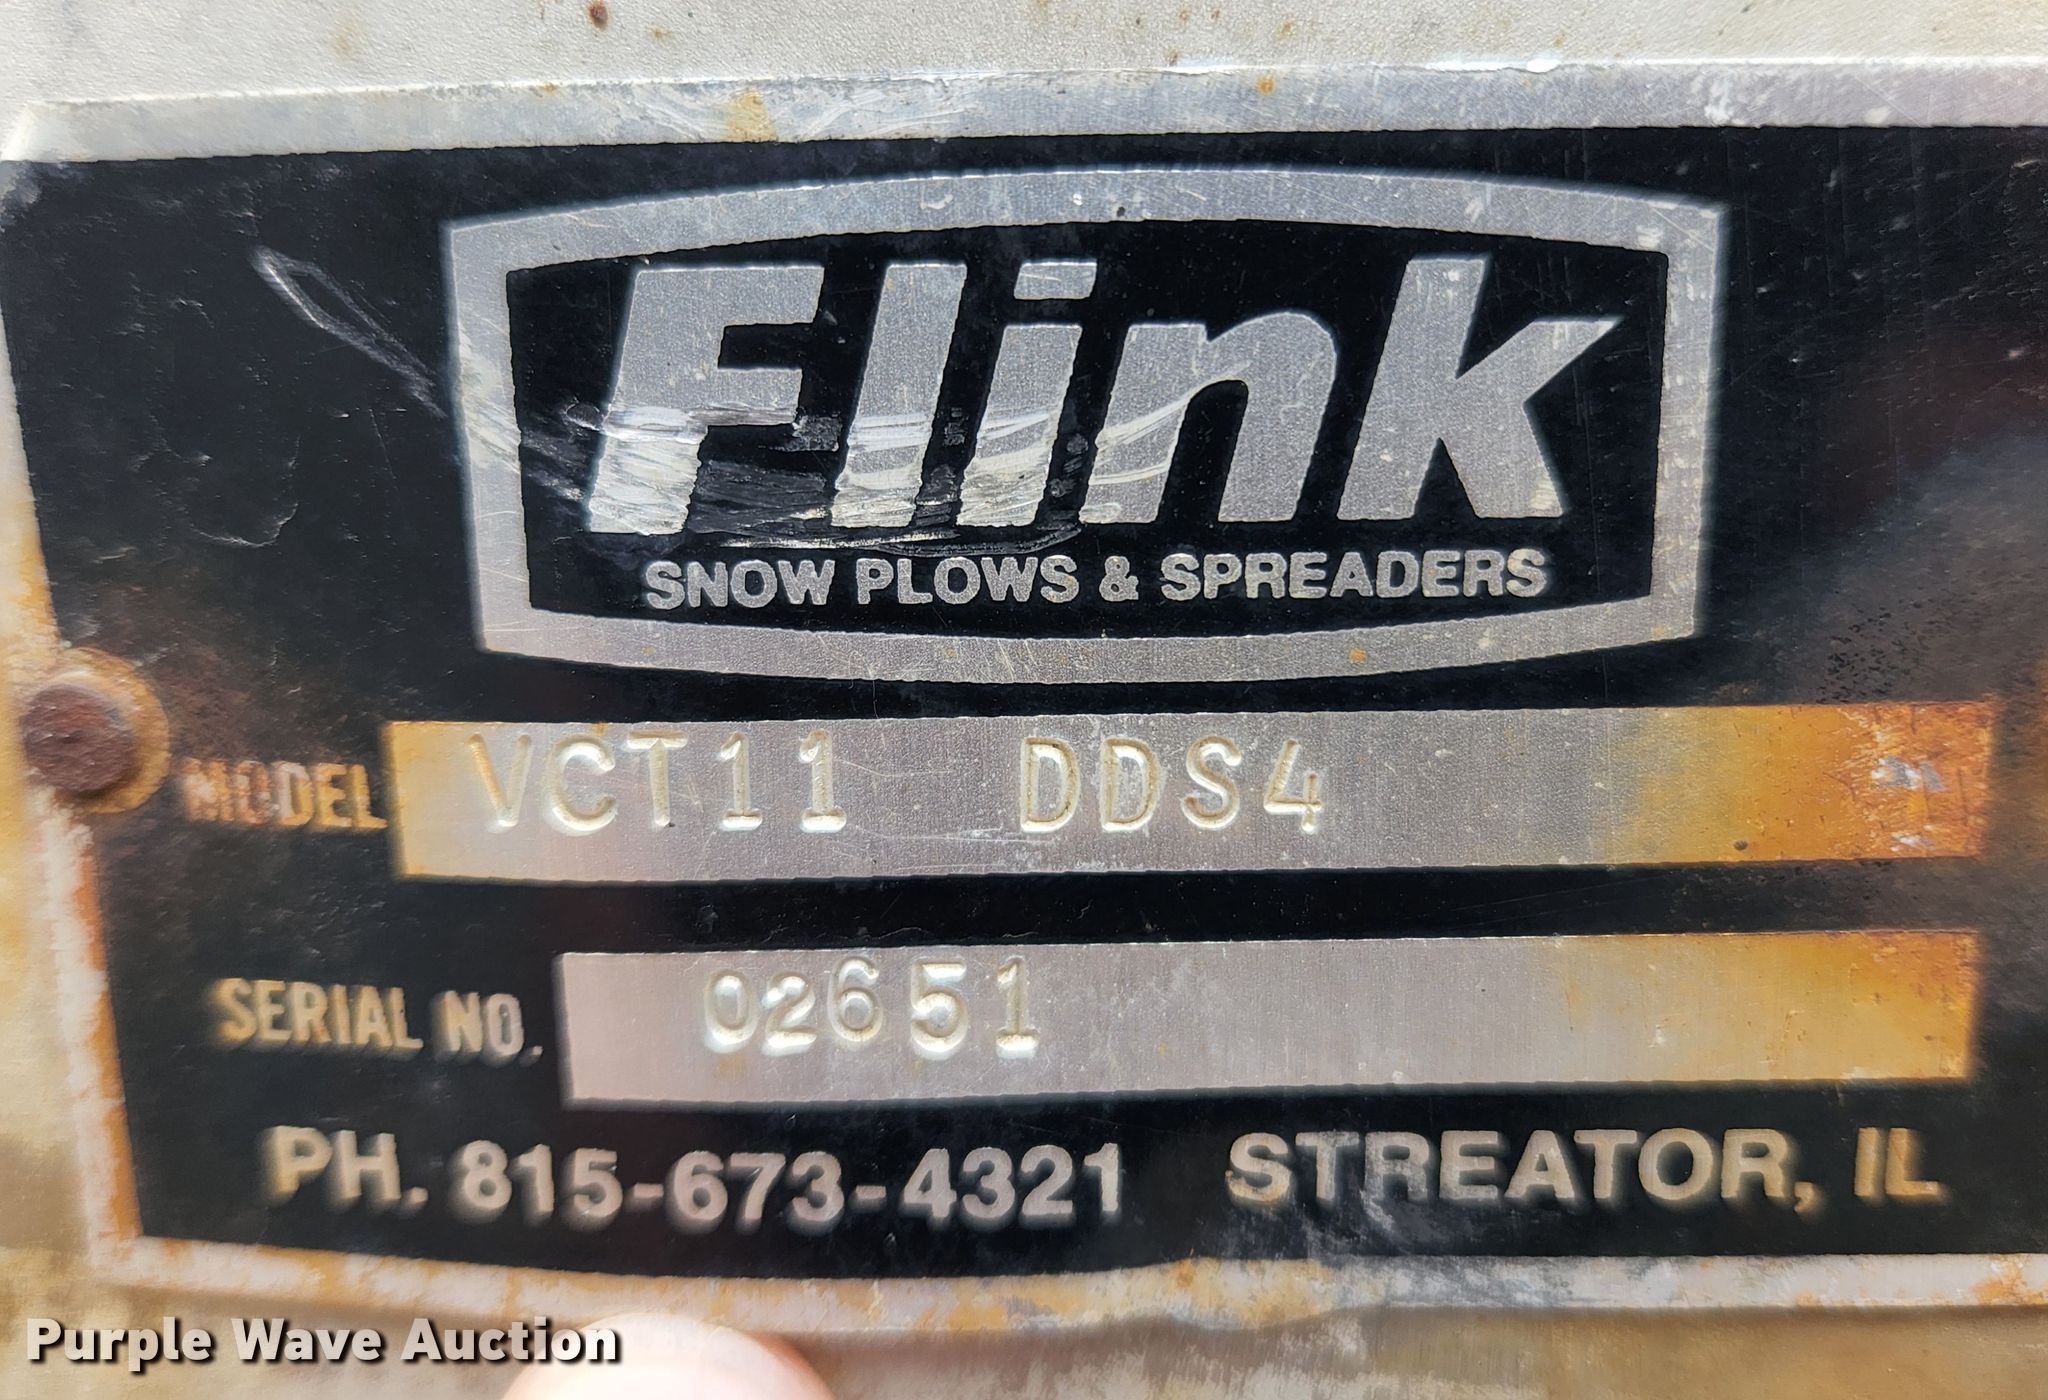 Flink
SNOW PLOWS & SPREADERS
MODEL VCT11 DDS4
SERIAL NO. 02651
PH. 815-673-4321 STREATOR, IL
Purple Wave Auction